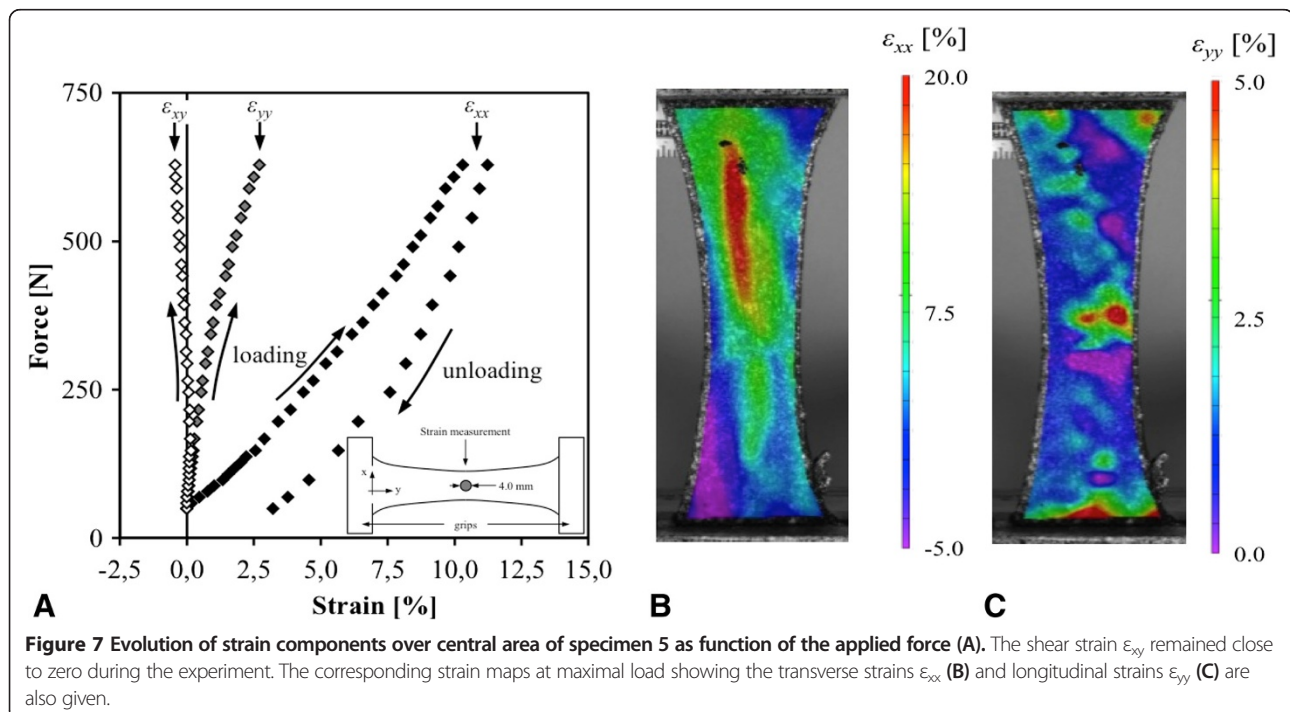 ε_xx [%]
ε_yy [%]
750
500
250
0
Force [N]
ε_xy
ε_yy
ε_xx
loading
unloading
Strain measurement
x
y
4.0 mm
grips
-2,5 0,0 2,5 5,0 7,5 10,0 12,5 15,0
Strain [%]
A
20.0
7.5
-5.0
B
5.0
2.5
0.0
C
Figure 7 Evolution of strain components over central area of specimen 5 as function of the applied force (A). The shear strain ε_xy remained close
to zero during the experiment. The corresponding strain maps at maximal load showing the transverse strains ε_xx (B) and longitudinal strains ε_yy (C) are
also given.